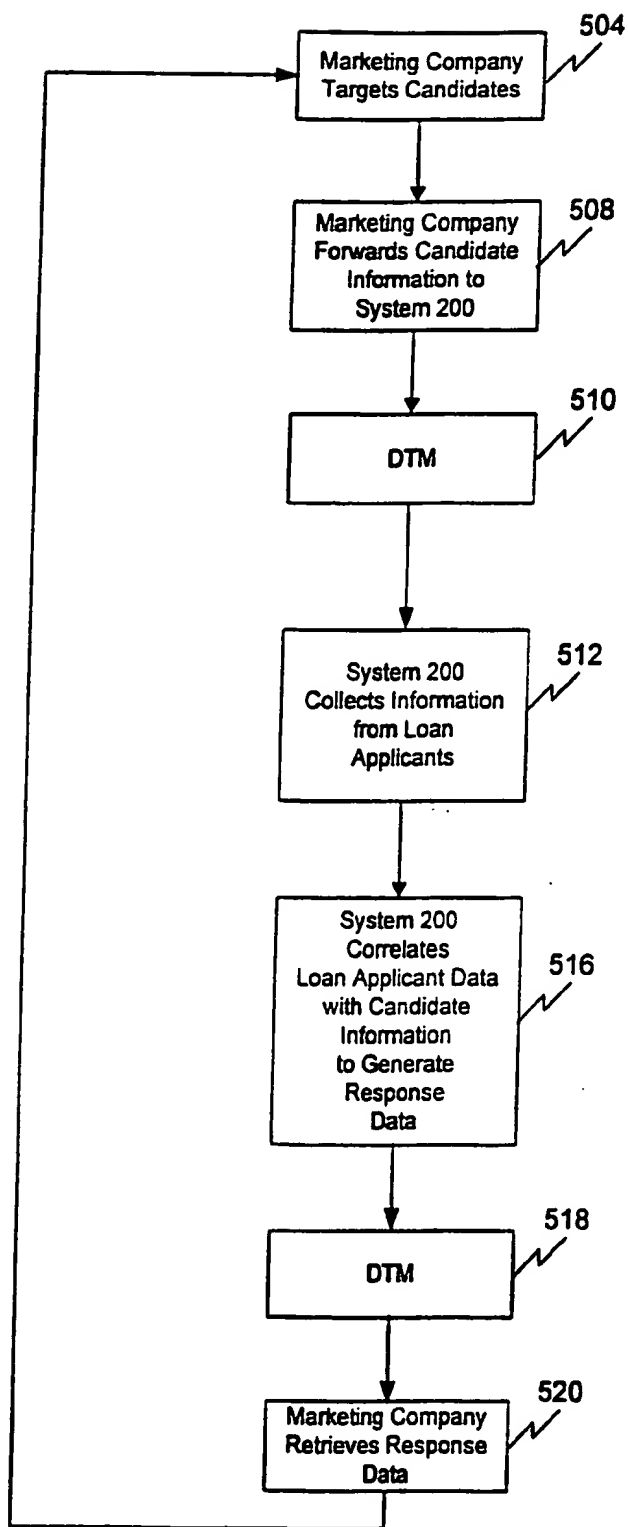 504
Marketing Company
Targets Candidates
508
Marketing Company
Forwards Candidate
Information to
System 200
510
DTM
512
System 200
Collects Information
from Loan
Applicants
516
System 200
Correlates
Loan Applicant Data
with Candidate
Information
to Generate
Response
Data
518
DTM
520
Marketing Company
Retrieves Response
Data